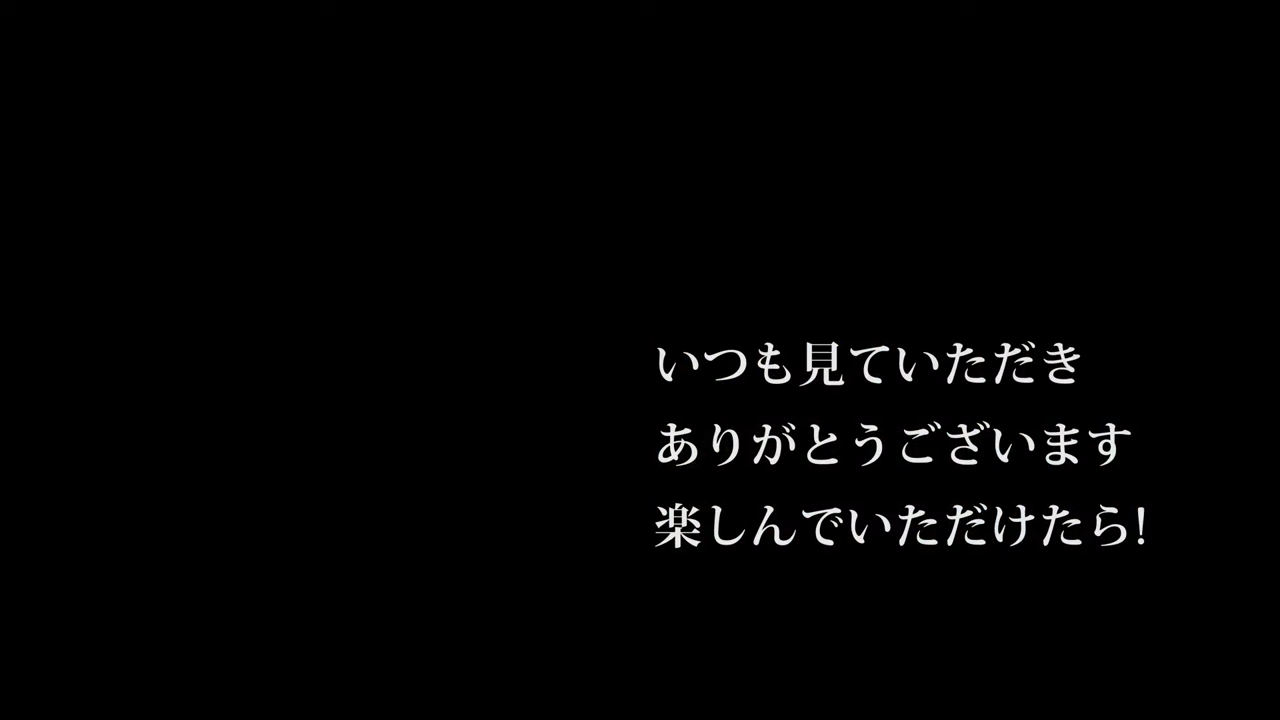 いつも見ていただき
ありがとうございます
楽しんでいただけたら!